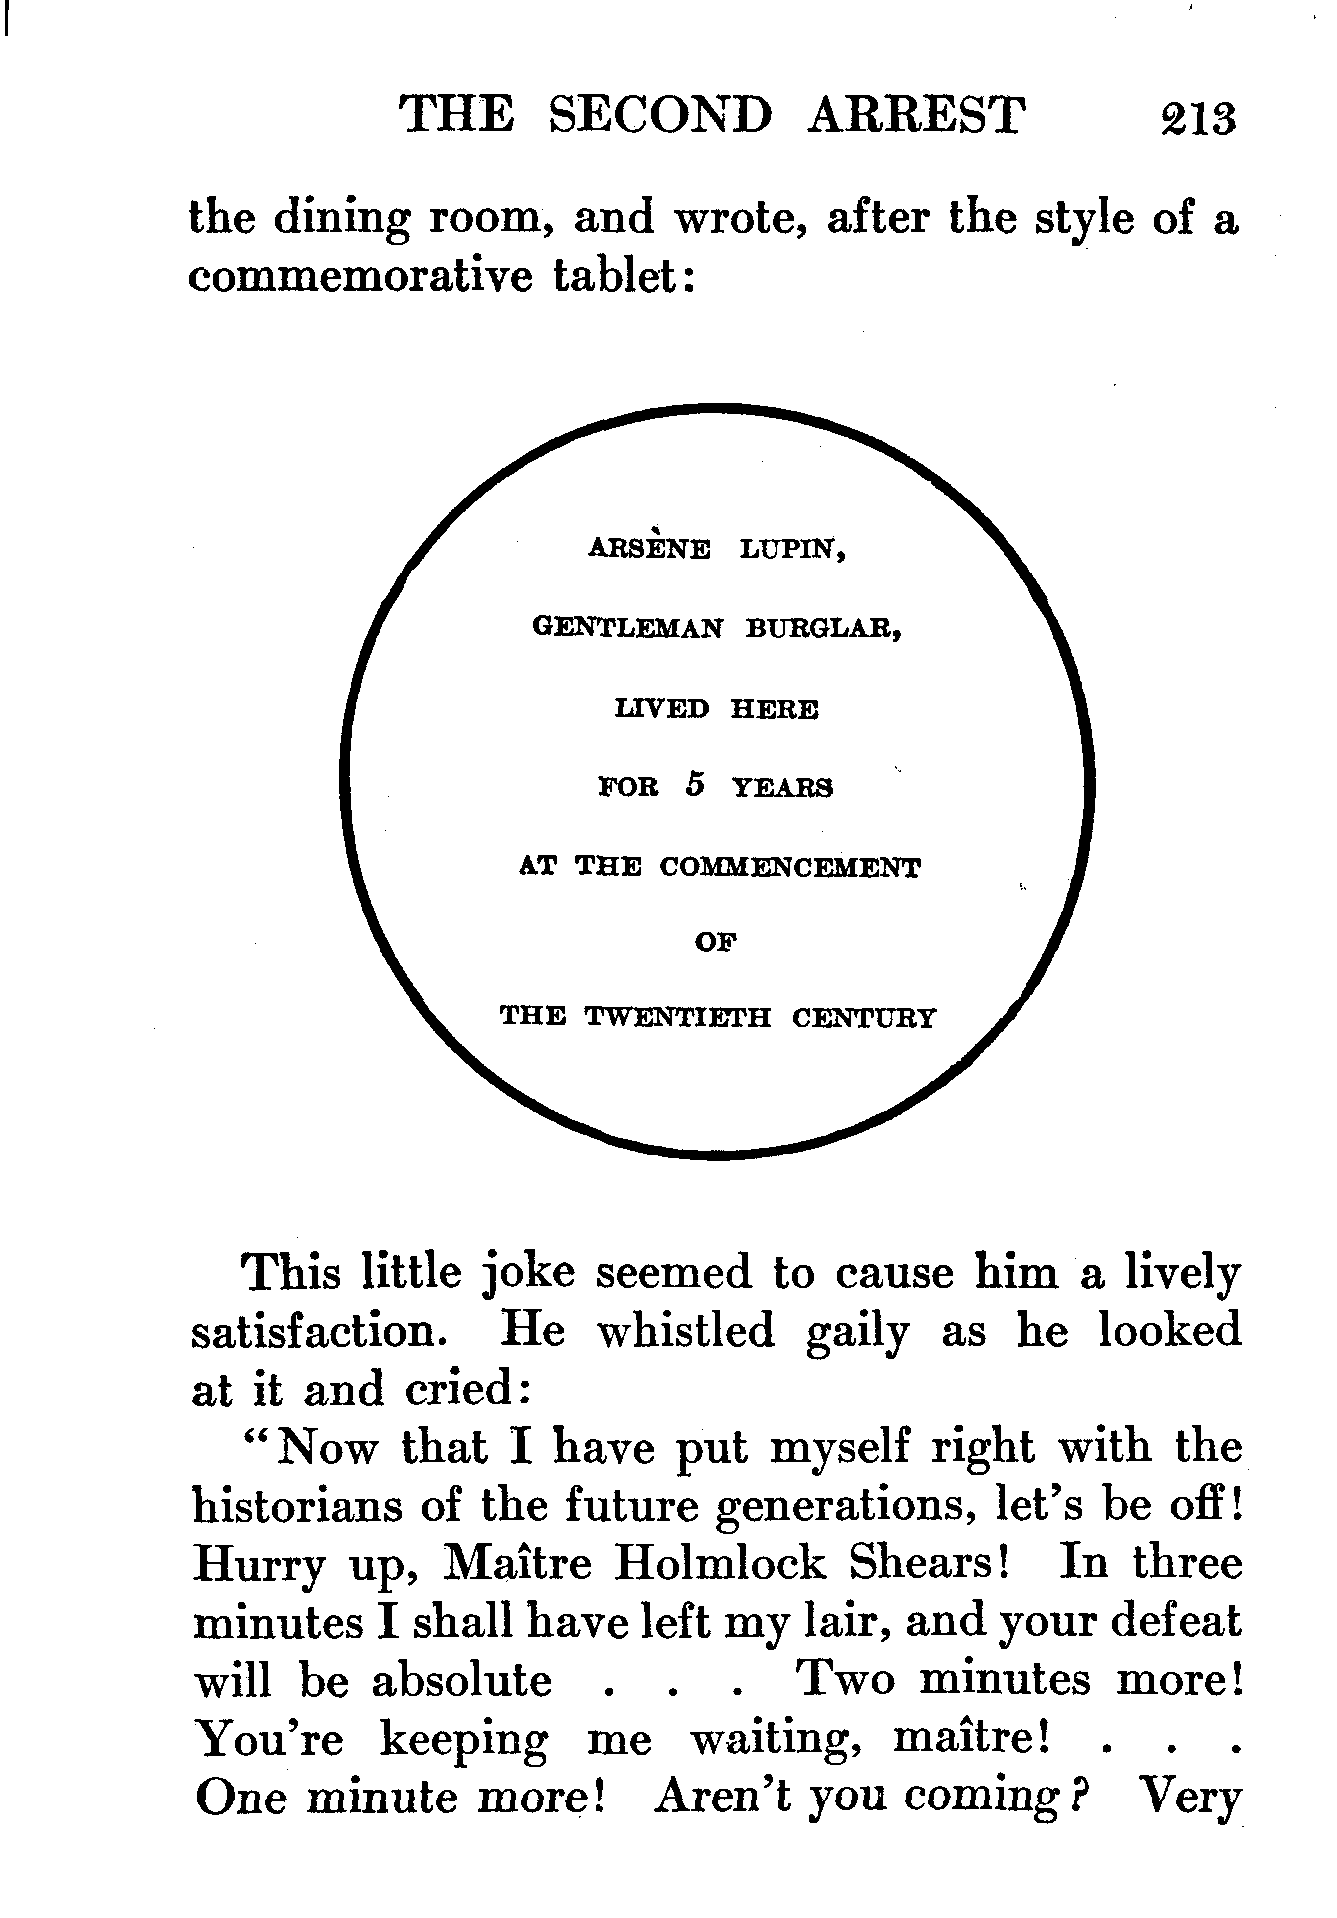 THE SECOND ARREST 213
the dining room, and wrote, after the style of a
commemorative tablet:
ARSÈNE LUPIN,
GENTLEMAN BURGLAR,
LIVED HERE
FOR 5 YEARS
AT THE COMMENCEMENT
OF
THE TWENTIETH CENTURY
This little joke seemed to cause him a lively
satisfaction. He whistled gaily as he looked
at it and cried:
“Now that I have put myself right with the
historians of the future generations, let’s be off!
Hurry up, Maître Holmlock Shears! In three
minutes I shall have left my lair, and your defeat
will be absolute . . . Two minutes more!
You’re keeping me waiting, maître! . . .
One minute more! Aren’t you coming? Very